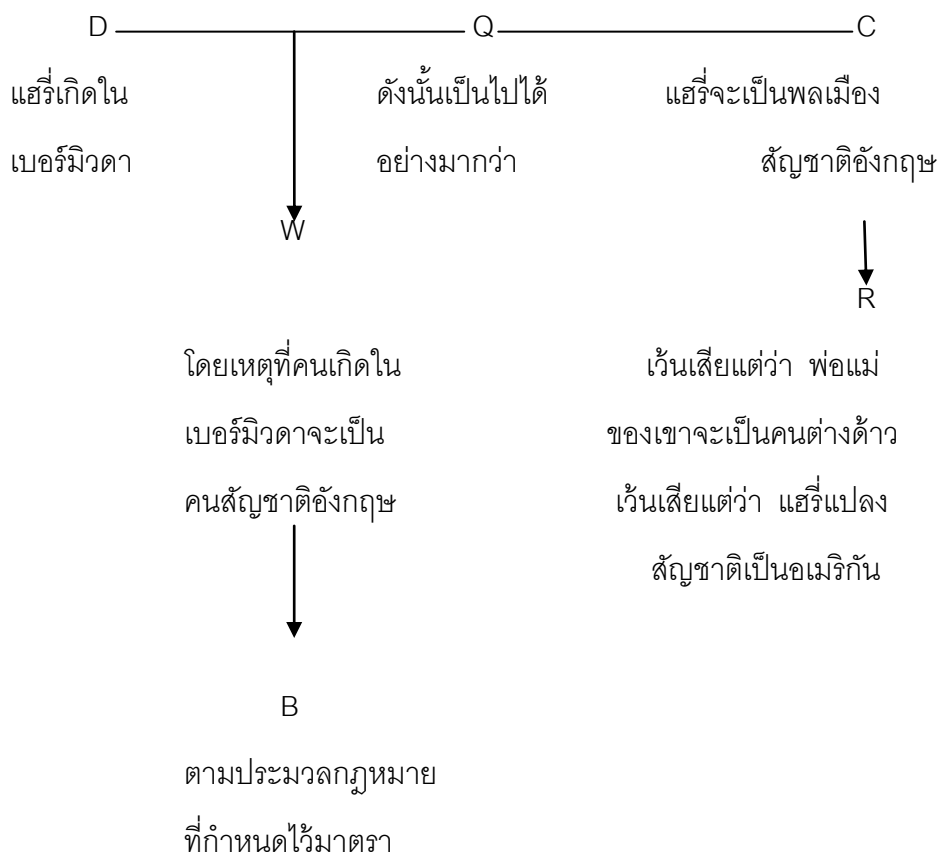 D Q C
แฮรี่เกิดใน ดังนั้นเป็นไปได้ แฮรี่จะเป็นพลเมือง
เบอร์มิวดา อย่างมากว่า สัญชาติอังกฤษ
W
R
โดยเหตุที่คนเกิดใน เว้นเสียแต่ว่า พ่อแม่
เบอร์มิวดาจะเป็น ของเขาจะเป็นคนต่างด้าว
คนสัญชาติอังกฤษ เว้นเสียแต่ว่า แฮรี่แปลง
สัญชาติเป็นอเมริกัน
B
ตามประมวลกฎหมาย
ที่กำหนดไว้มาตรา